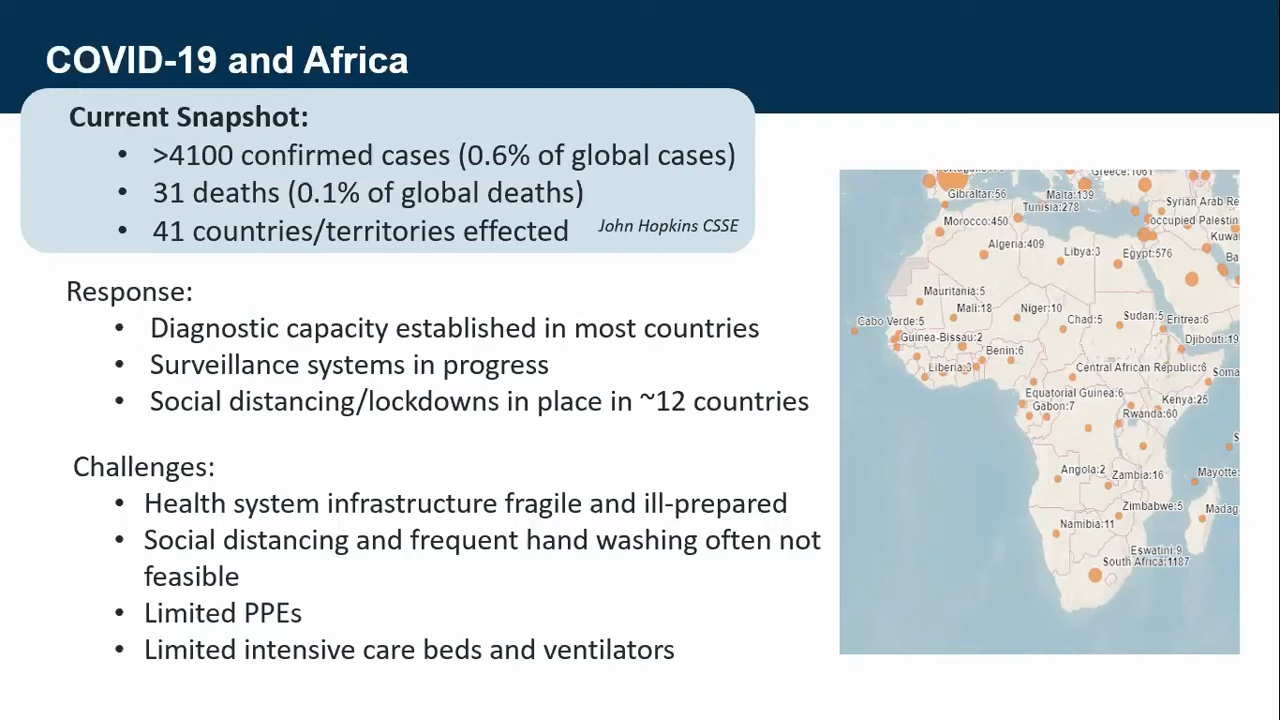 COVID-19 and Africa
Current Snapshot:
• >4100 confirmed cases (0.6% of global cases)
• 31 deaths (0.1% of global deaths)
• 41 countries/territories effected
John Hopkins CSSE
Response:
• Diagnostic capacity established in most countries
• Surveillance systems in progress
• Social distancing/lockdowns in place in ~12 countries
Challenges:
• Health system infrastructure fragile and ill-prepared
• Social distancing and frequent hand washing often not
feasible
• Limited PPEs
• Limited intensive care beds and ventilators
Greece:1061
Gibraltar:56
Malta:139
Syrian Arab Re
Tunisia:278
Morocco:450
occupied Palestin
Kuwa
Algeria:409
Libya:3
Egypt:576
Ba
Mauritania:5
Mali:18
Niger:10
Chad:5
Sudan:5
Eritrea:6
Cabo Verde:5
Guinea-Bissau:2
Djibouti:19
Benin:6
Liberia:3
Central African Republic:6
Soma
Equatorial Guinea:6
Gabon:7
Kenya:25
Rwanda:60
S
Angola:2
Zambia:16
Mayotte:
Zimbabwe:5
Madag
Namibia:11
Eswatini:9
South Africa:1187